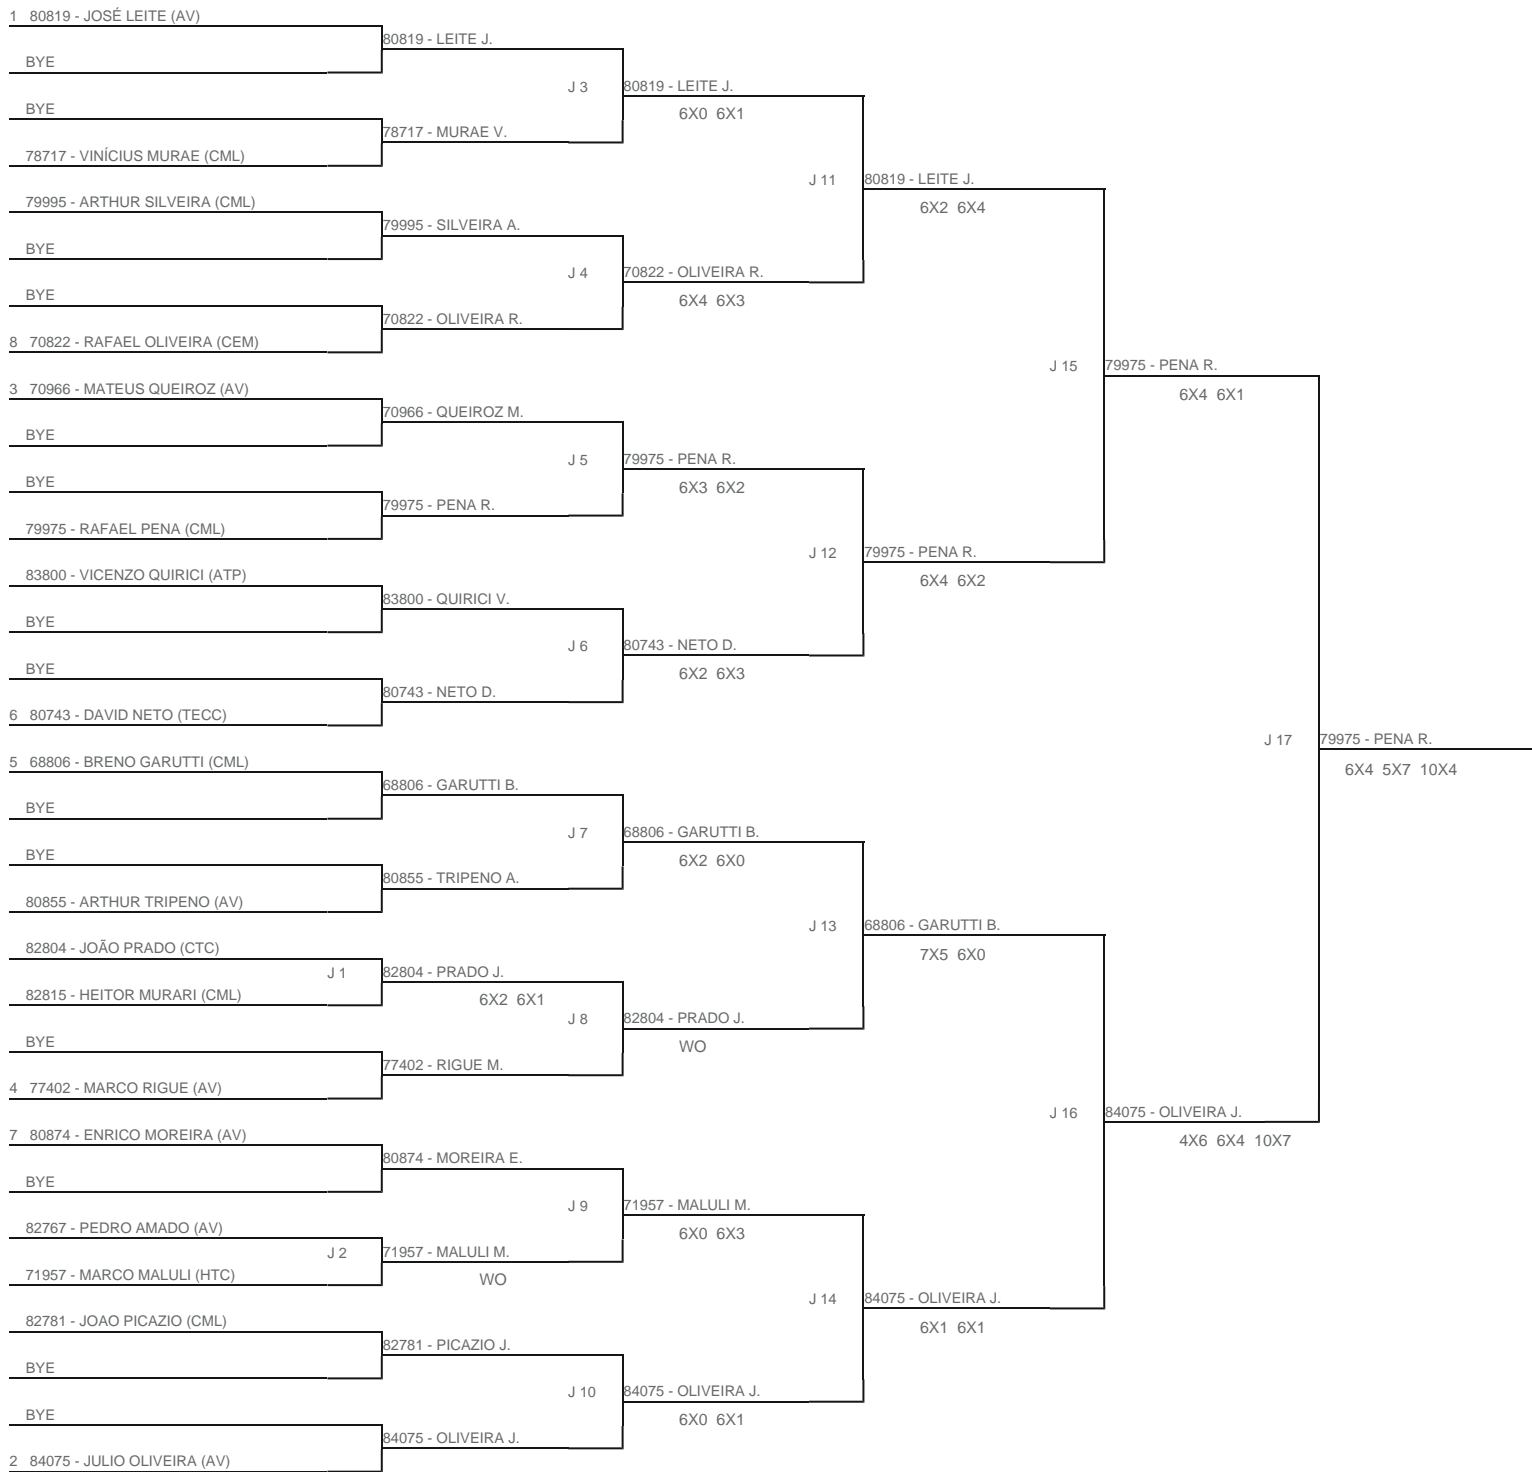 1 80819 - JOSÉ LEITE (AV)
80819 - LEITE J.
BYE
J 3
80819 - LEITE J.
6X0 6X1
BYE
78717 - MURAE V.
78717 - VINÍCIUS MURAE (CML)
J 11
80819 - LEITE J.
6X2 6X4
79995 - ARTHUR SILVEIRA (CML)
79995 - SILVEIRA A.
BYE
J 4
70822 - OLIVEIRA R.
6X4 6X3
BYE
70822 - OLIVEIRA R.
8 70822 - RAFAEL OLIVEIRA (CEM)
J 15
79975 - PENA R.
6X4 6X1
3 70966 - MATEUS QUEIROZ (AV)
70966 - QUEIROZ M.
BYE
J 5
79975 - PENA R.
6X3 6X2
BYE
79975 - PENA R.
79975 - RAFAEL PENA (CML)
J 12
79975 - PENA R.
6X4 6X2
83800 - VICENZO QUIRICI (ATP)
83800 - QUIRICI V.
BYE
J 6
80743 - NETO D.
6X2 6X3
BYE
80743 - NETO D.
6 80743 - DAVID NETO (TECC)
J 17
79975 - PENA R.
6X4 5X7 10X4
5 68806 - BRENO GARUTTI (CML)
68806 - GARUTTI B.
BYE
J 7
68806 - GARUTTI B.
6X2 6X0
BYE
80855 - TRIPENO A.
80855 - ARTHUR TRIPENO (AV)
J 13
68806 - GARUTTI B.
7X5 6X0
82804 - JOÃO PRADO (CTC)
J 1
82804 - PRADO J.
6X2 6X1
82815 - HEITOR MURARI (CML)
J 8
82804 - PRADO J.
WO
BYE
77402 - RIGUE M.
4 77402 - MARCO RIGUE (AV)
J 16
84075 - OLIVEIRA J.
4X6 6X4 10X7
7 80874 - ENRICO MOREIRA (AV)
80874 - MOREIRA E.
BYE
J 9
71957 - MALULI M.
6X0 6X3
82767 - PEDRO AMADO (AV)
J 2
71957 - MALULI M.
WO
71957 - MARCO MALULI (HTC)
J 14
84075 - OLIVEIRA J.
6X1 6X1
82781 - JOAO PICAZIO (CML)
82781 - PICAZIO J.
BYE
J 10
84075 - OLIVEIRA J.
6X0 6X1
BYE
84075 - OLIVEIRA J.
2 84075 - JULIO OLIVEIRA (AV)